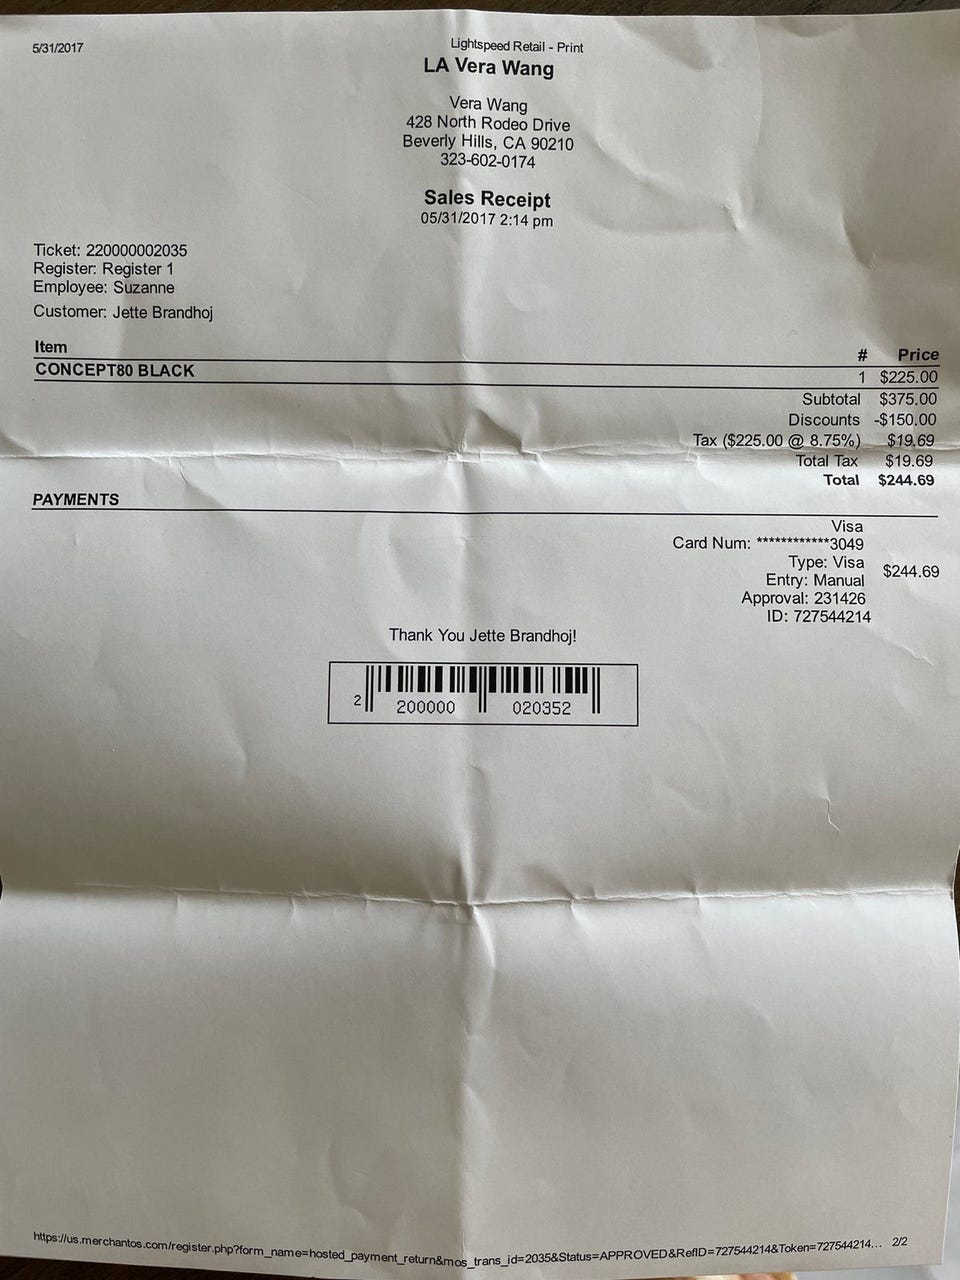 5/31/2017
Lightspeed Retail - Print
LA Vera Wang
Vera Wang
428 North Rodeo Drive
Beverly Hills, CA 90210
323-602-0174
Sales Receipt
05/31/2017 2:14 pm
Ticket: 220000002035
Register: Register 1
Employee: Suzanne
Customer: Jette Brandhoj
Item # Price
CONCEPT80 BLACK 1 $225.00
Subtotal $375.00
Discounts -$150.00
Tax ($225.00 @ 8.75%) $19.69
Total Tax $19.69
Total $244.69
PAYMENTS
Visa
Card Num: ************3049
Type: Visa
Entry: Manual
Approval: 231426
ID: 727544214
$244.69
Thank You Jette Brandhoj!
2 200000 020352
https://us.merchantos.com/register.php?form_name=hosted_payment_return&mos_trans_id=2035&Status=APPROVED&RefID=727544214&Token=727544214... 2/2